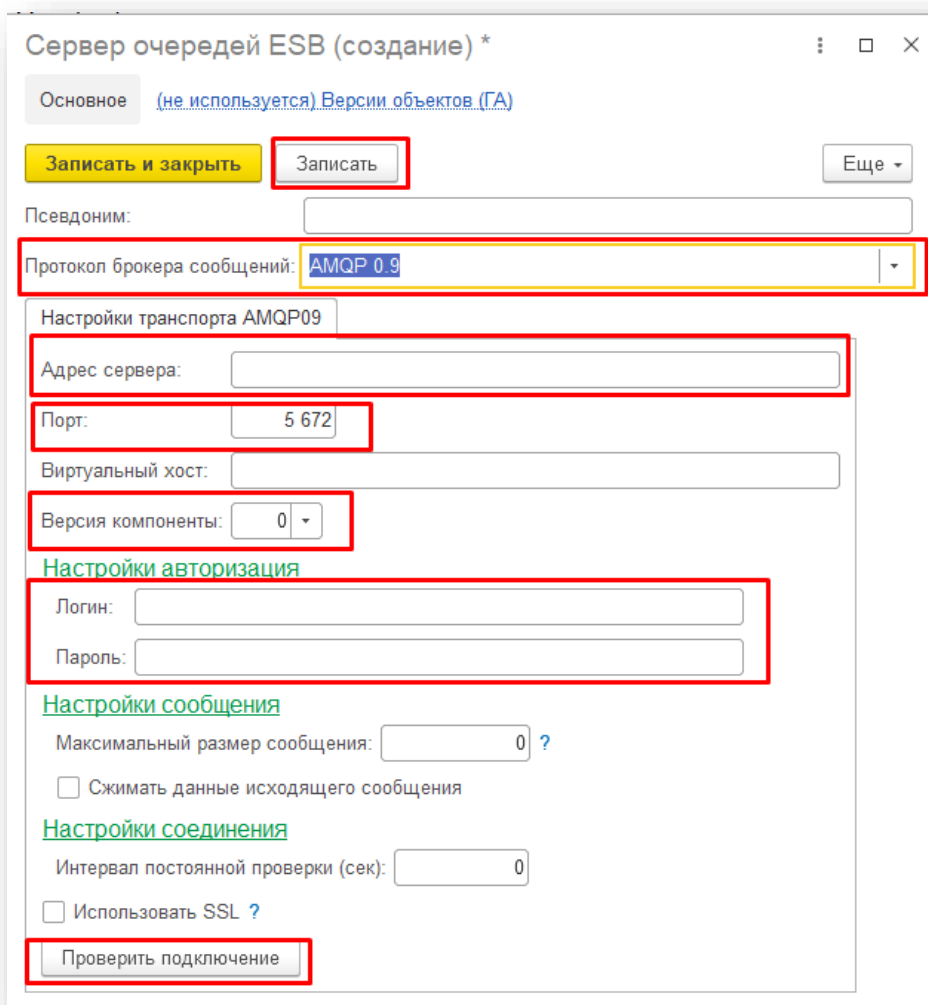 Сервер очередей ESB (создание) *
Основное (не используется) Версии объектов (ГА)
Записать и закрыть Записать Еще
Псевдоним:
Протокол брокера сообщений: AMQP 0.9
Настройки транспорта AMQP09
Адрес сервера:
Порт: 5 672
Виртуальный хост:
Версия компоненты: 0
Настройки авторизация
Логин:
Пароль:
Настройки сообщения
Максимальный размер сообщения: 0 ?
Сжимать данные исходящего сообщения
Настройки соединения
Интервал постоянной проверки (сек): 0
Использовать SSL ?
Проверить подключение